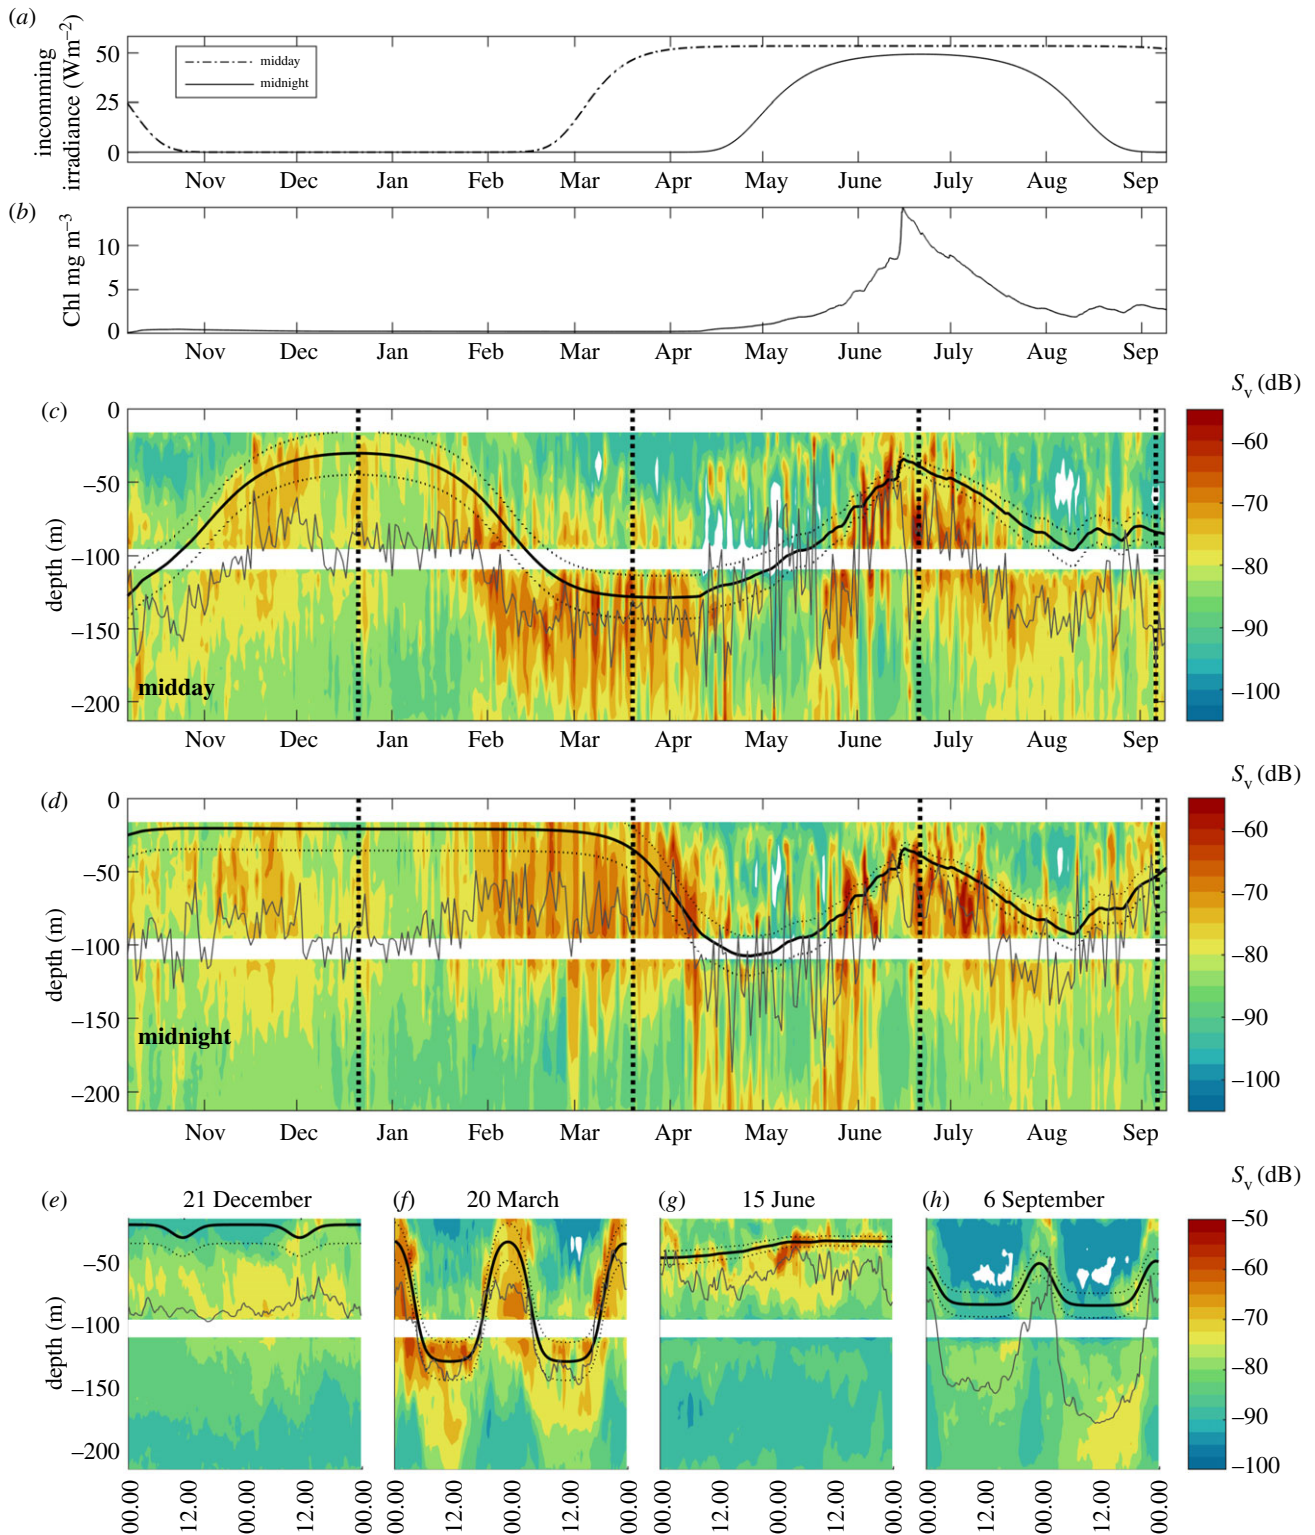 (a)
incomming
irradiance (Wm−2)
50
25
0
midday
midnight
Nov Dec Jan Feb Mar Apr May June July Aug Sep
(b)
Chl mg m−3
10
5
0
Nov Dec Jan Feb Mar Apr May June July Aug Sep
(c)
depth (m)
0
−50
−100
−150
−200
midday
Nov Dec Jan Feb Mar Apr May June July Aug Sep
Sv (dB)
−60
−70
−80
−90
−100
(d)
depth (m)
0
−50
−100
−150
−200
midnight
Nov Dec Jan Feb Mar Apr May June July Aug Sep
Sv (dB)
−60
−70
−80
−90
−100
(e) 21 December
(f) 20 March
(g) 15 June
(h) 6 September
depth (m)
−50
−100
−150
−200
00.00 12.00 00.00 12.00 00.00
00.00 12.00 00.00 12.00 00.00
00.00 12.00 00.00 12.00 00.00
00.00 12.00 00.00 12.00 00.00
Sv (dB)
−50
−60
−70
−80
−90
−100